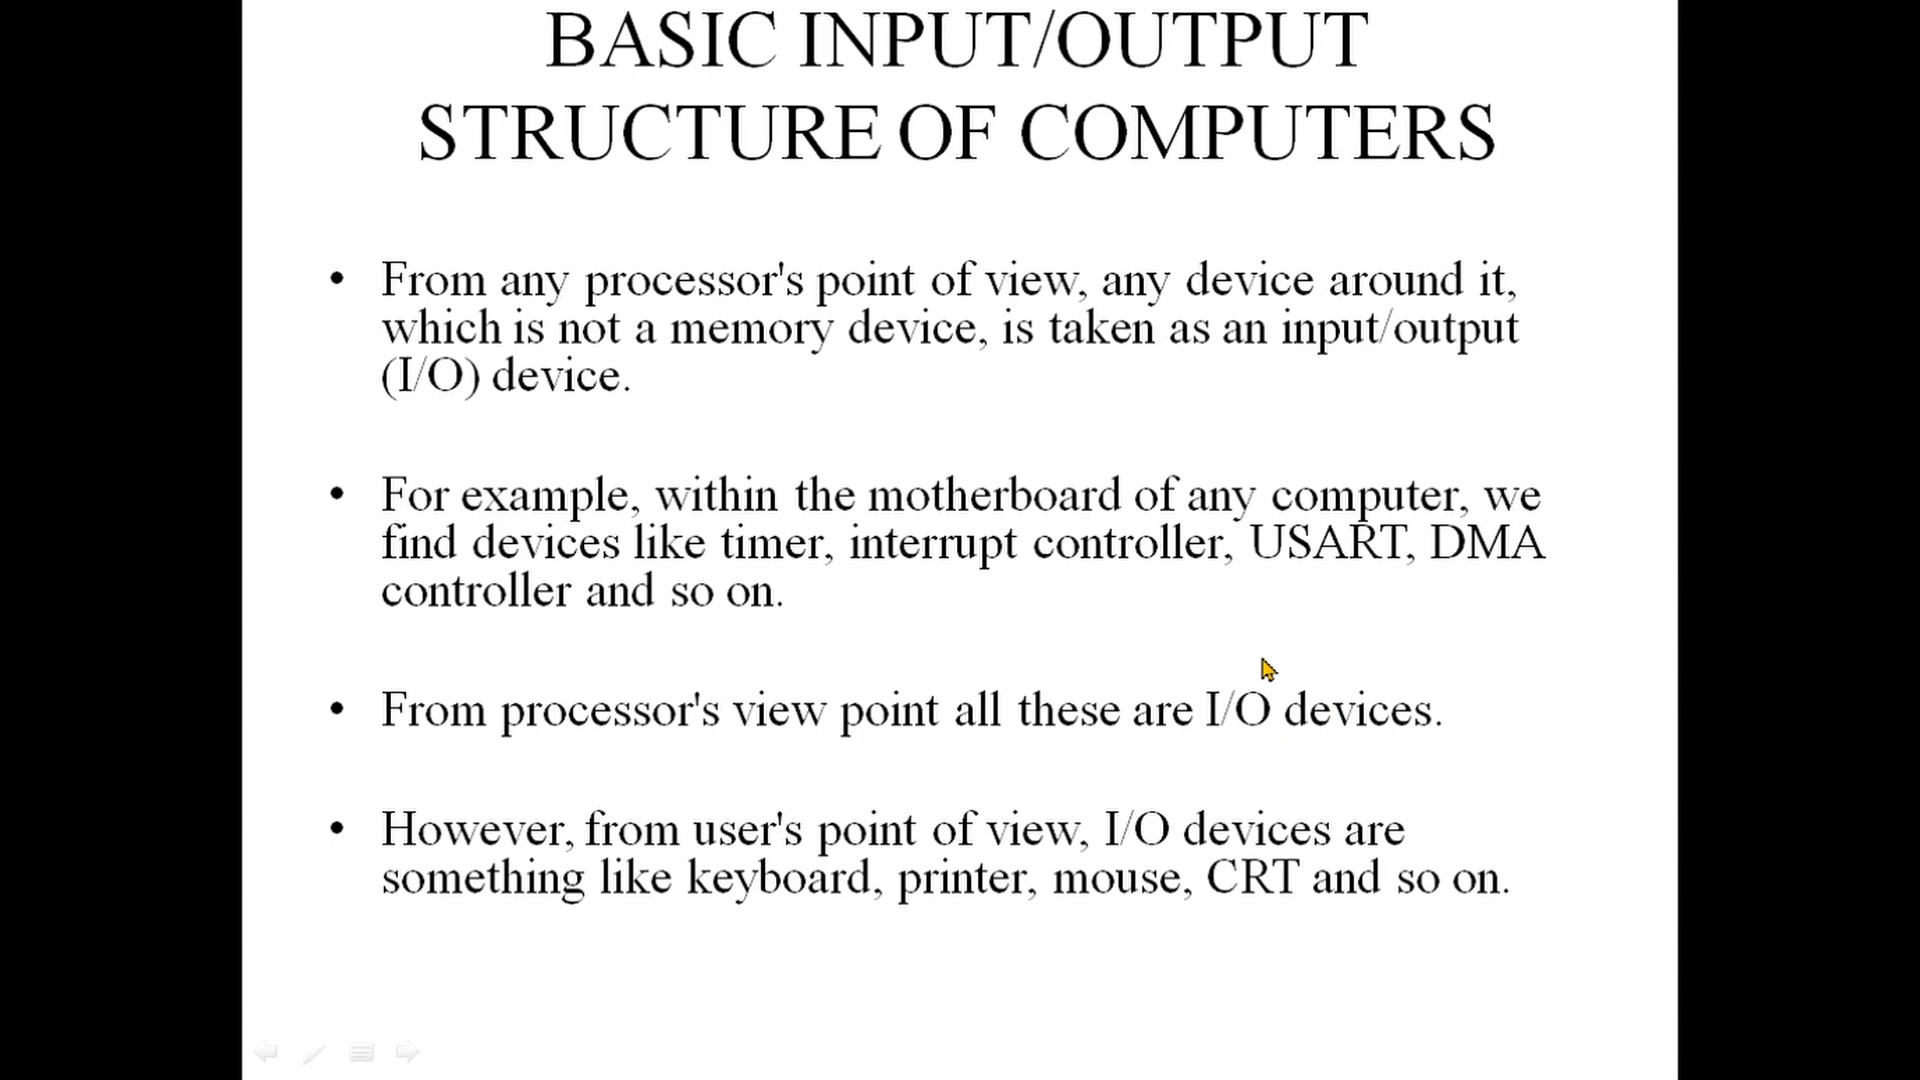 BASIC INPUT/OUTPUT
STRUCTURE OF COMPUTERS
• From any processor's point of view, any device around it,
which is not a memory device, is taken as an input/output
(I/O) device.
• For example, within the motherboard of any computer, we
find devices like timer, interrupt controller, USART, DMA
controller and so on.
• From processor's view point all these are I/O devices.
• However, from user's point of view, I/O devices are
something like keyboard, printer, mouse, CRT and so on.